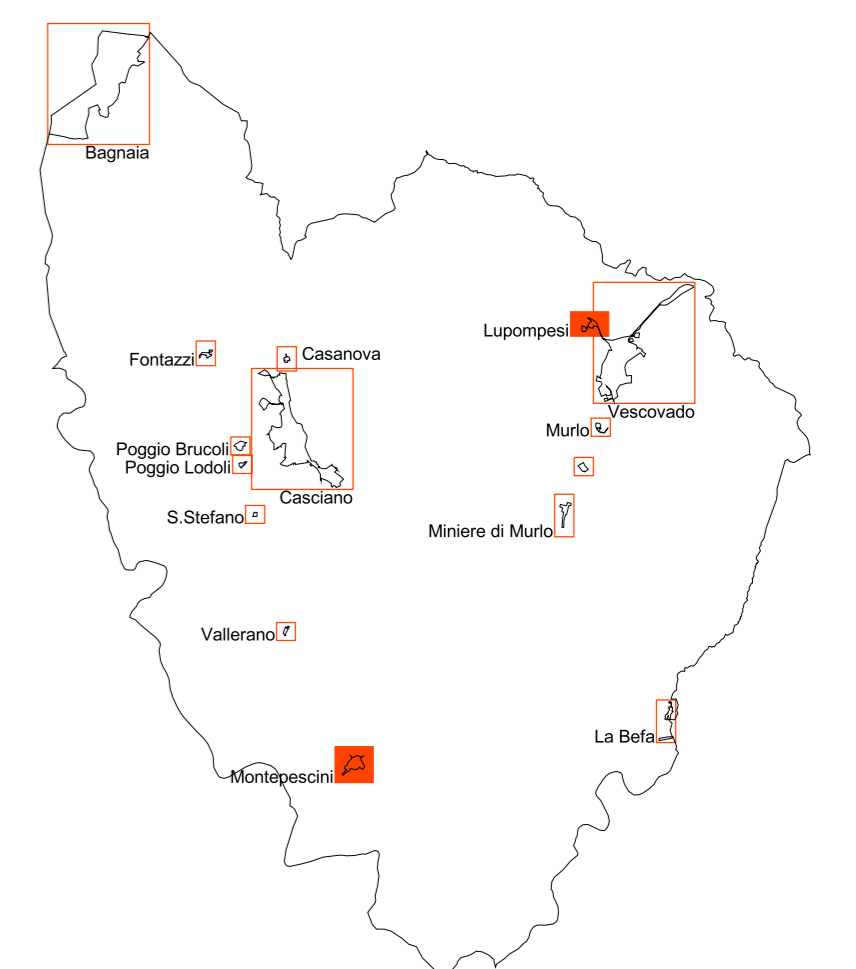 Bagnaia
Lupompesi
Fontazzi
Casanova
Vescovado
Murlo
Poggio Brucoli
Poggio Lodoli
Casciano
S.Stefano
Miniere di Murlo
Vallerano
La Befa
Montepescini